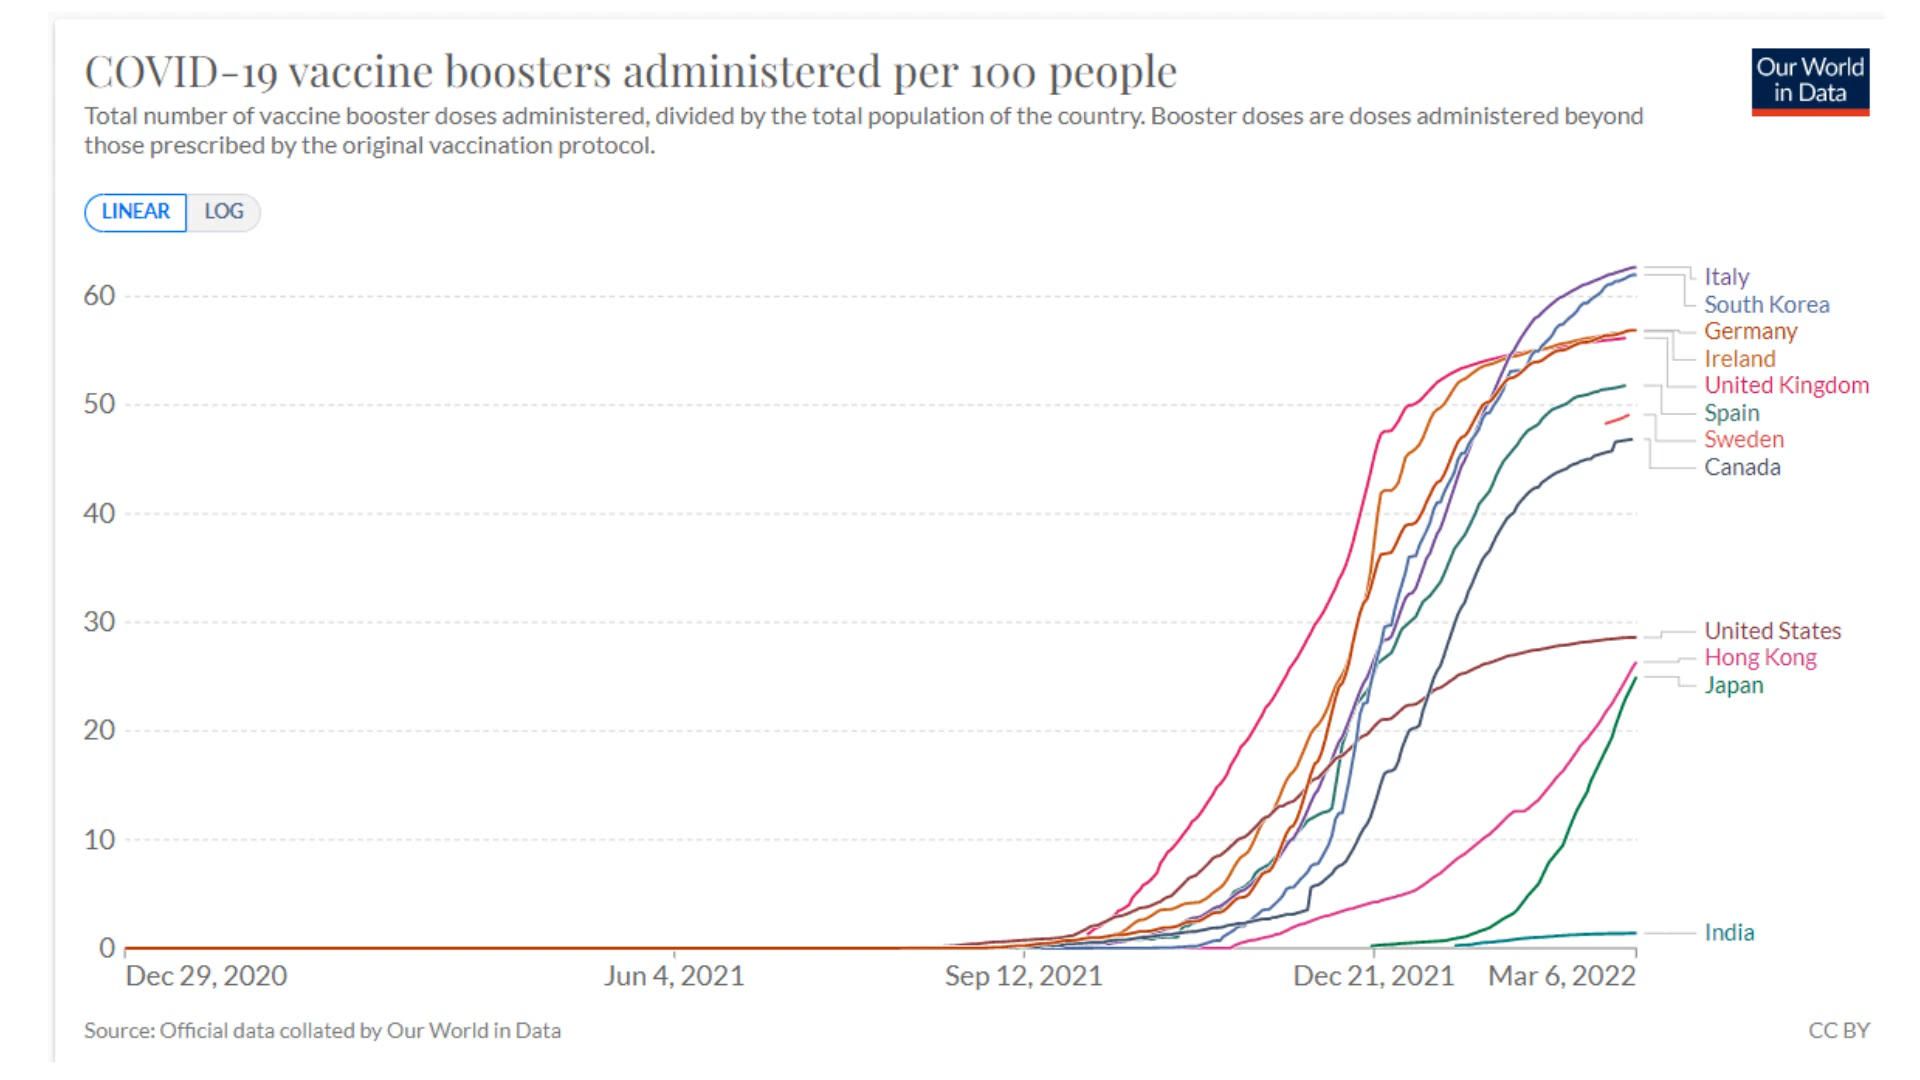 COVID-19 vaccine boosters administered per 100 people
Our World
in Data
Total number of vaccine booster doses administered, divided by the total population of the country. Booster doses are doses administered beyond
those prescribed by the original vaccination protocol.
LINEAR LOG
60
50
40
30
20
10
0
Italy
South Korea
Germany
Ireland
United Kingdom
Spain
Sweden
Canada
United States
Hong Kong
Japan
India
Dec 29, 2020 Jun 4, 2021 Sep 12, 2021 Dec 21, 2021 Mar 6, 2022
Source: Official data collated by Our World in Data
CC BY